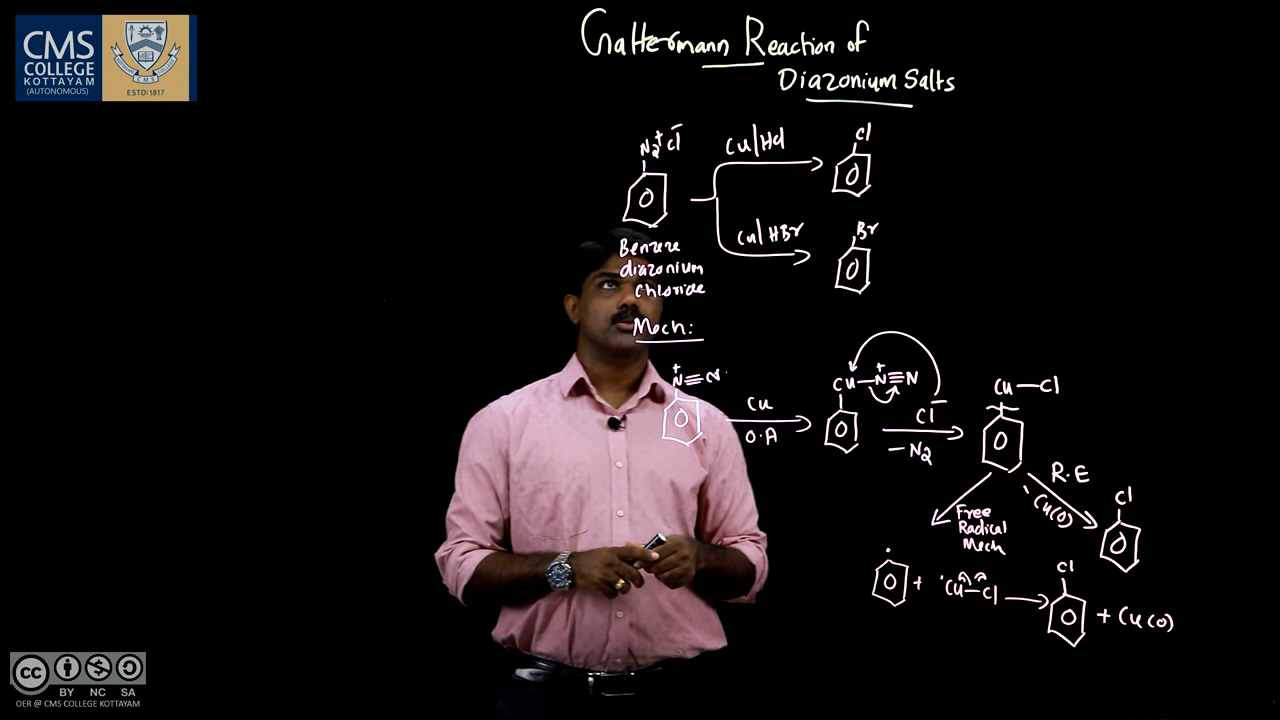 CMS
COLLEGE
KOTTAYAM
(AUTONOMOUS)
CMS
ESTD:1817
Gattermann Reaction of
Diazonium Salts
N2+ Cl-
Cu/HCl
Cl
Cu/HBr
Br
Benzene
diazonium
chloride
Mech:
+
N≡N
Cu
O.A
+
Cu—N≡N
Cl-
-N2
Cu—Cl
R.E
-Cu(0)
Cl
Free
Radical
Mech
+ Cu—Cl
Cl
+ Cu(0)
cc
BY NC SA
OER @ CMS COLLEGE KOTTAYAM